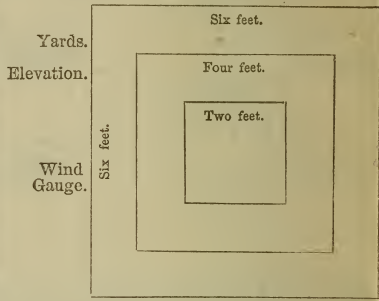 Six feet.
Yards.
Elevation.
Four feet.
Two feet.
Six feet.
Wind
Gauge.